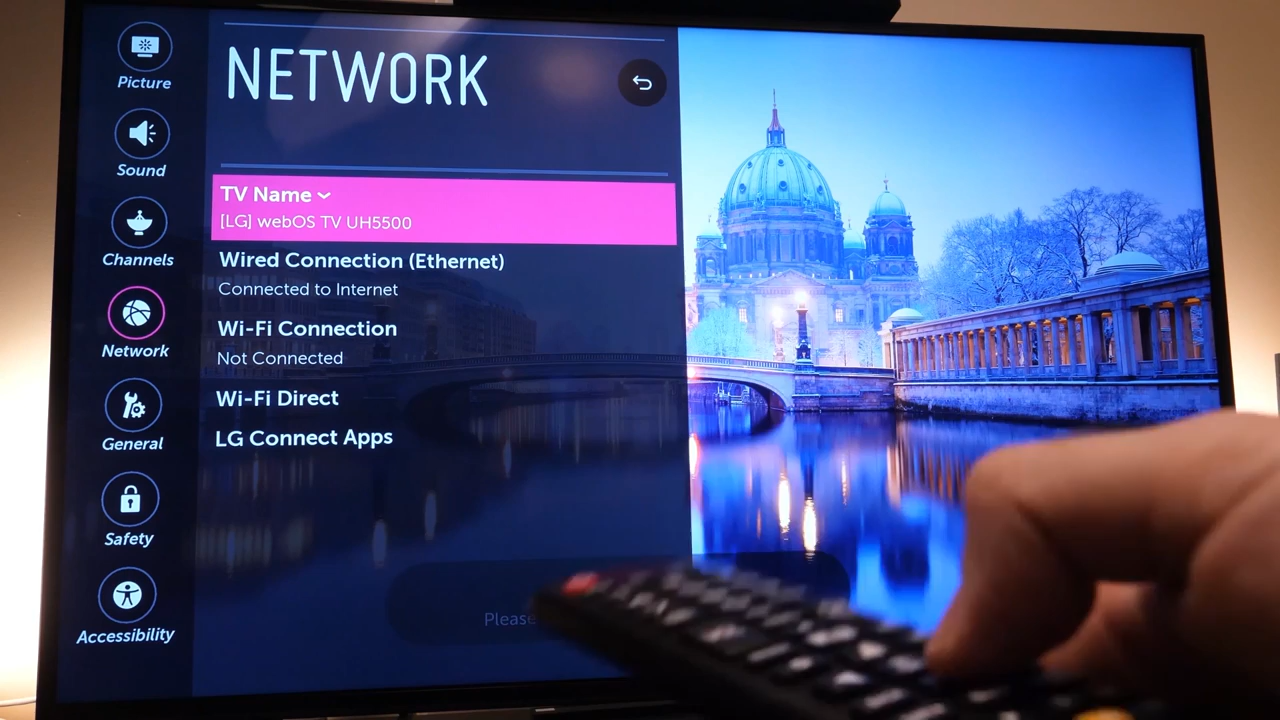 Picture
Sound
Channels
Network
General
Safety
Accessibility
NETWORK
TV Name
[LG] webOS TV UH5500
Wired Connection (Ethernet)
Connected to Internet
Wi-Fi Connection
Not Connected
Wi-Fi Direct
LG Connect Apps
Please